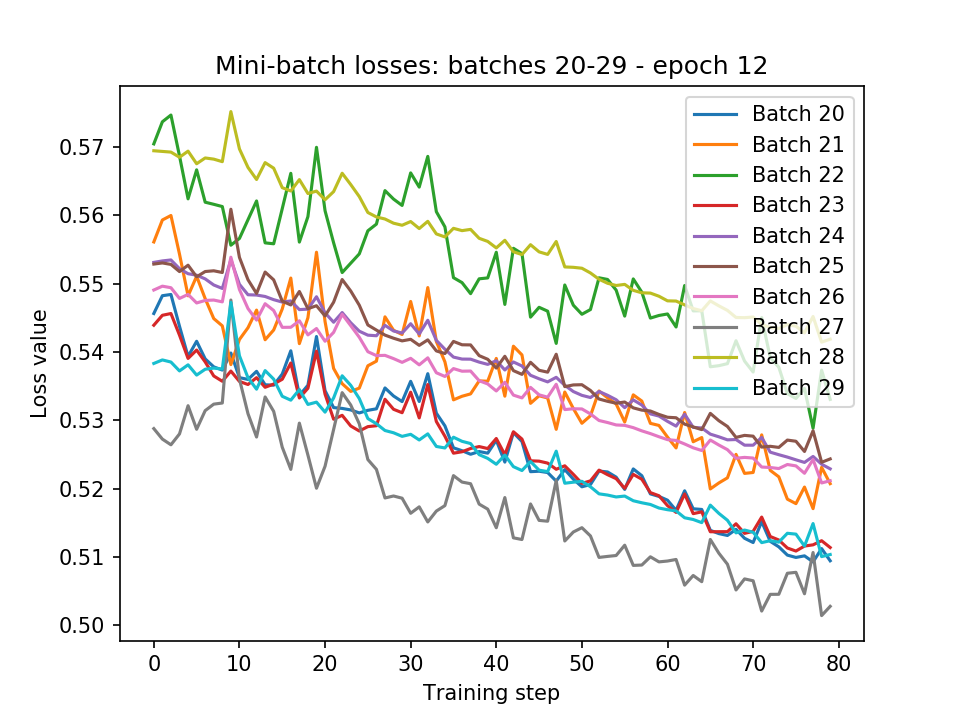 Mini-batch losses: batches 20-29 - epoch 12
Loss value
0.57
0.56
0.55
0.54
0.53
0.52
0.51
0.50
Batch 20
Batch 21
Batch 22
Batch 23
Batch 24
Batch 25
Batch 26
Batch 27
Batch 28
Batch 29
0 10 20 30 40 50 60 70 80
Training step